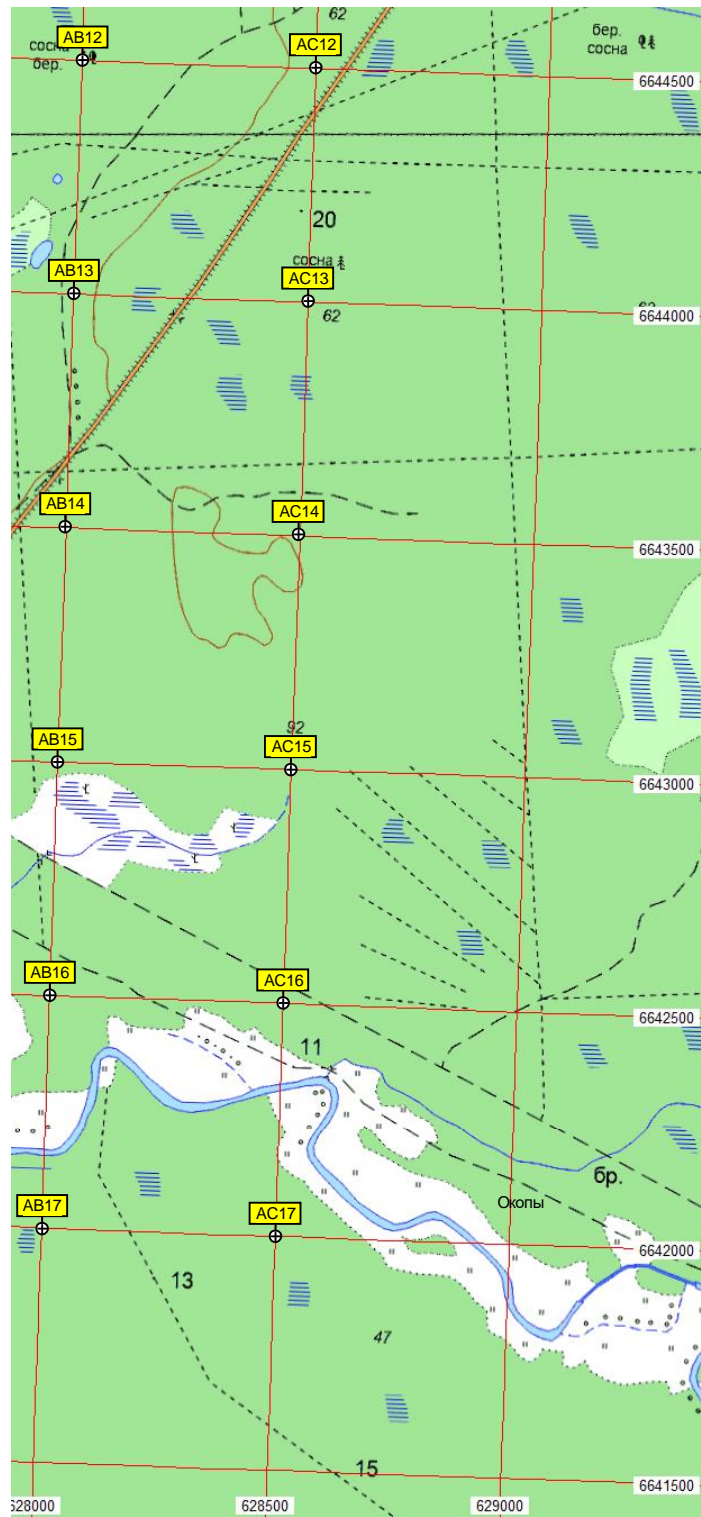 62
AB12
AC12
сосна
бер.
бер.
сосна
6644500
20
сосна
AB13
AC13
62
6644000
AB14
AC14
6643500
92
AB15
AC15
6643000
AB16
AC16
6642500
11
бр.
Окопы
AB17
AC17
6642000
13
47
15
6641500
628000
628500
629000